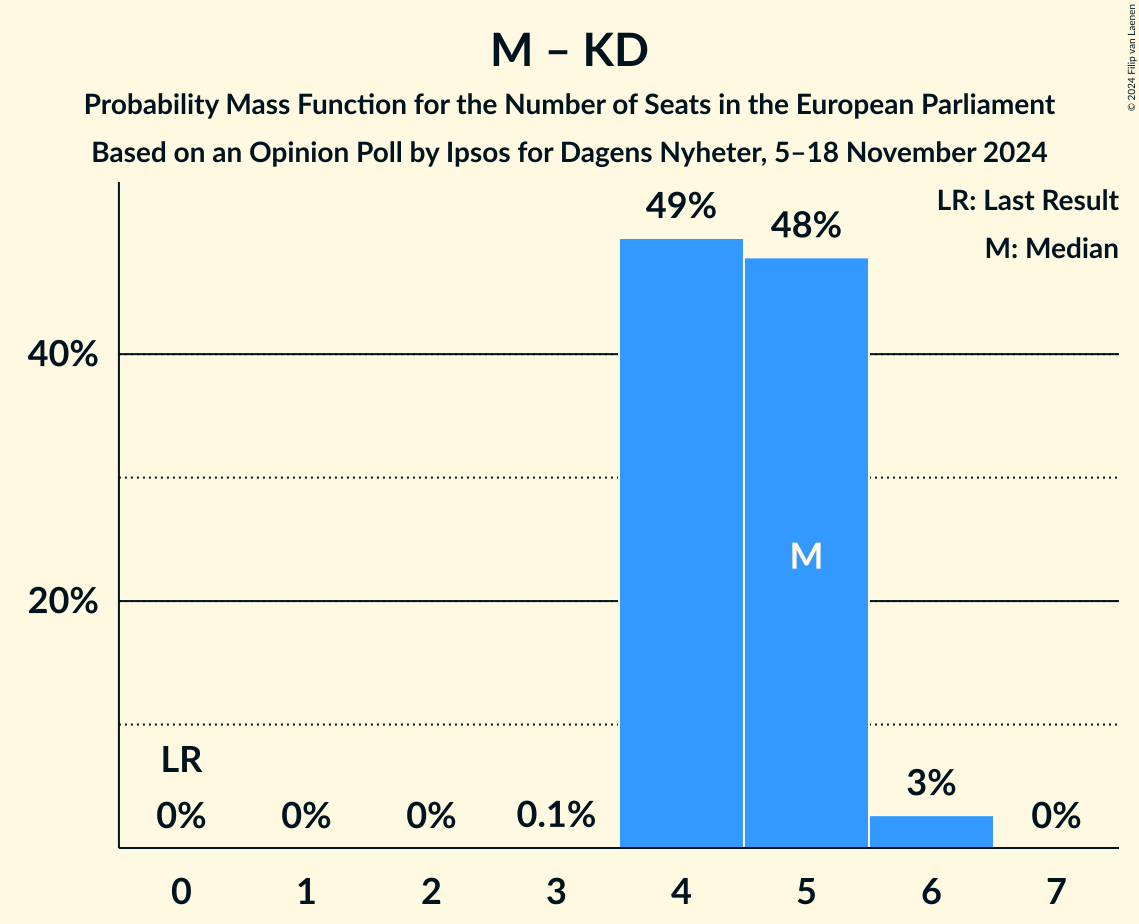 M – KD
Probability Mass Function for the Number of Seats in the European Parliament
Based on an Opinion Poll by Ipsos for Dagens Nyheter, 5–18 November 2024
© 2024 Filip van Laenen
LR: Last Result
M: Median
49%
48%
40%
M
20%
LR
0%
0%
0%
0.1%
3%
0%
0
1
2
3
4
5
6
7